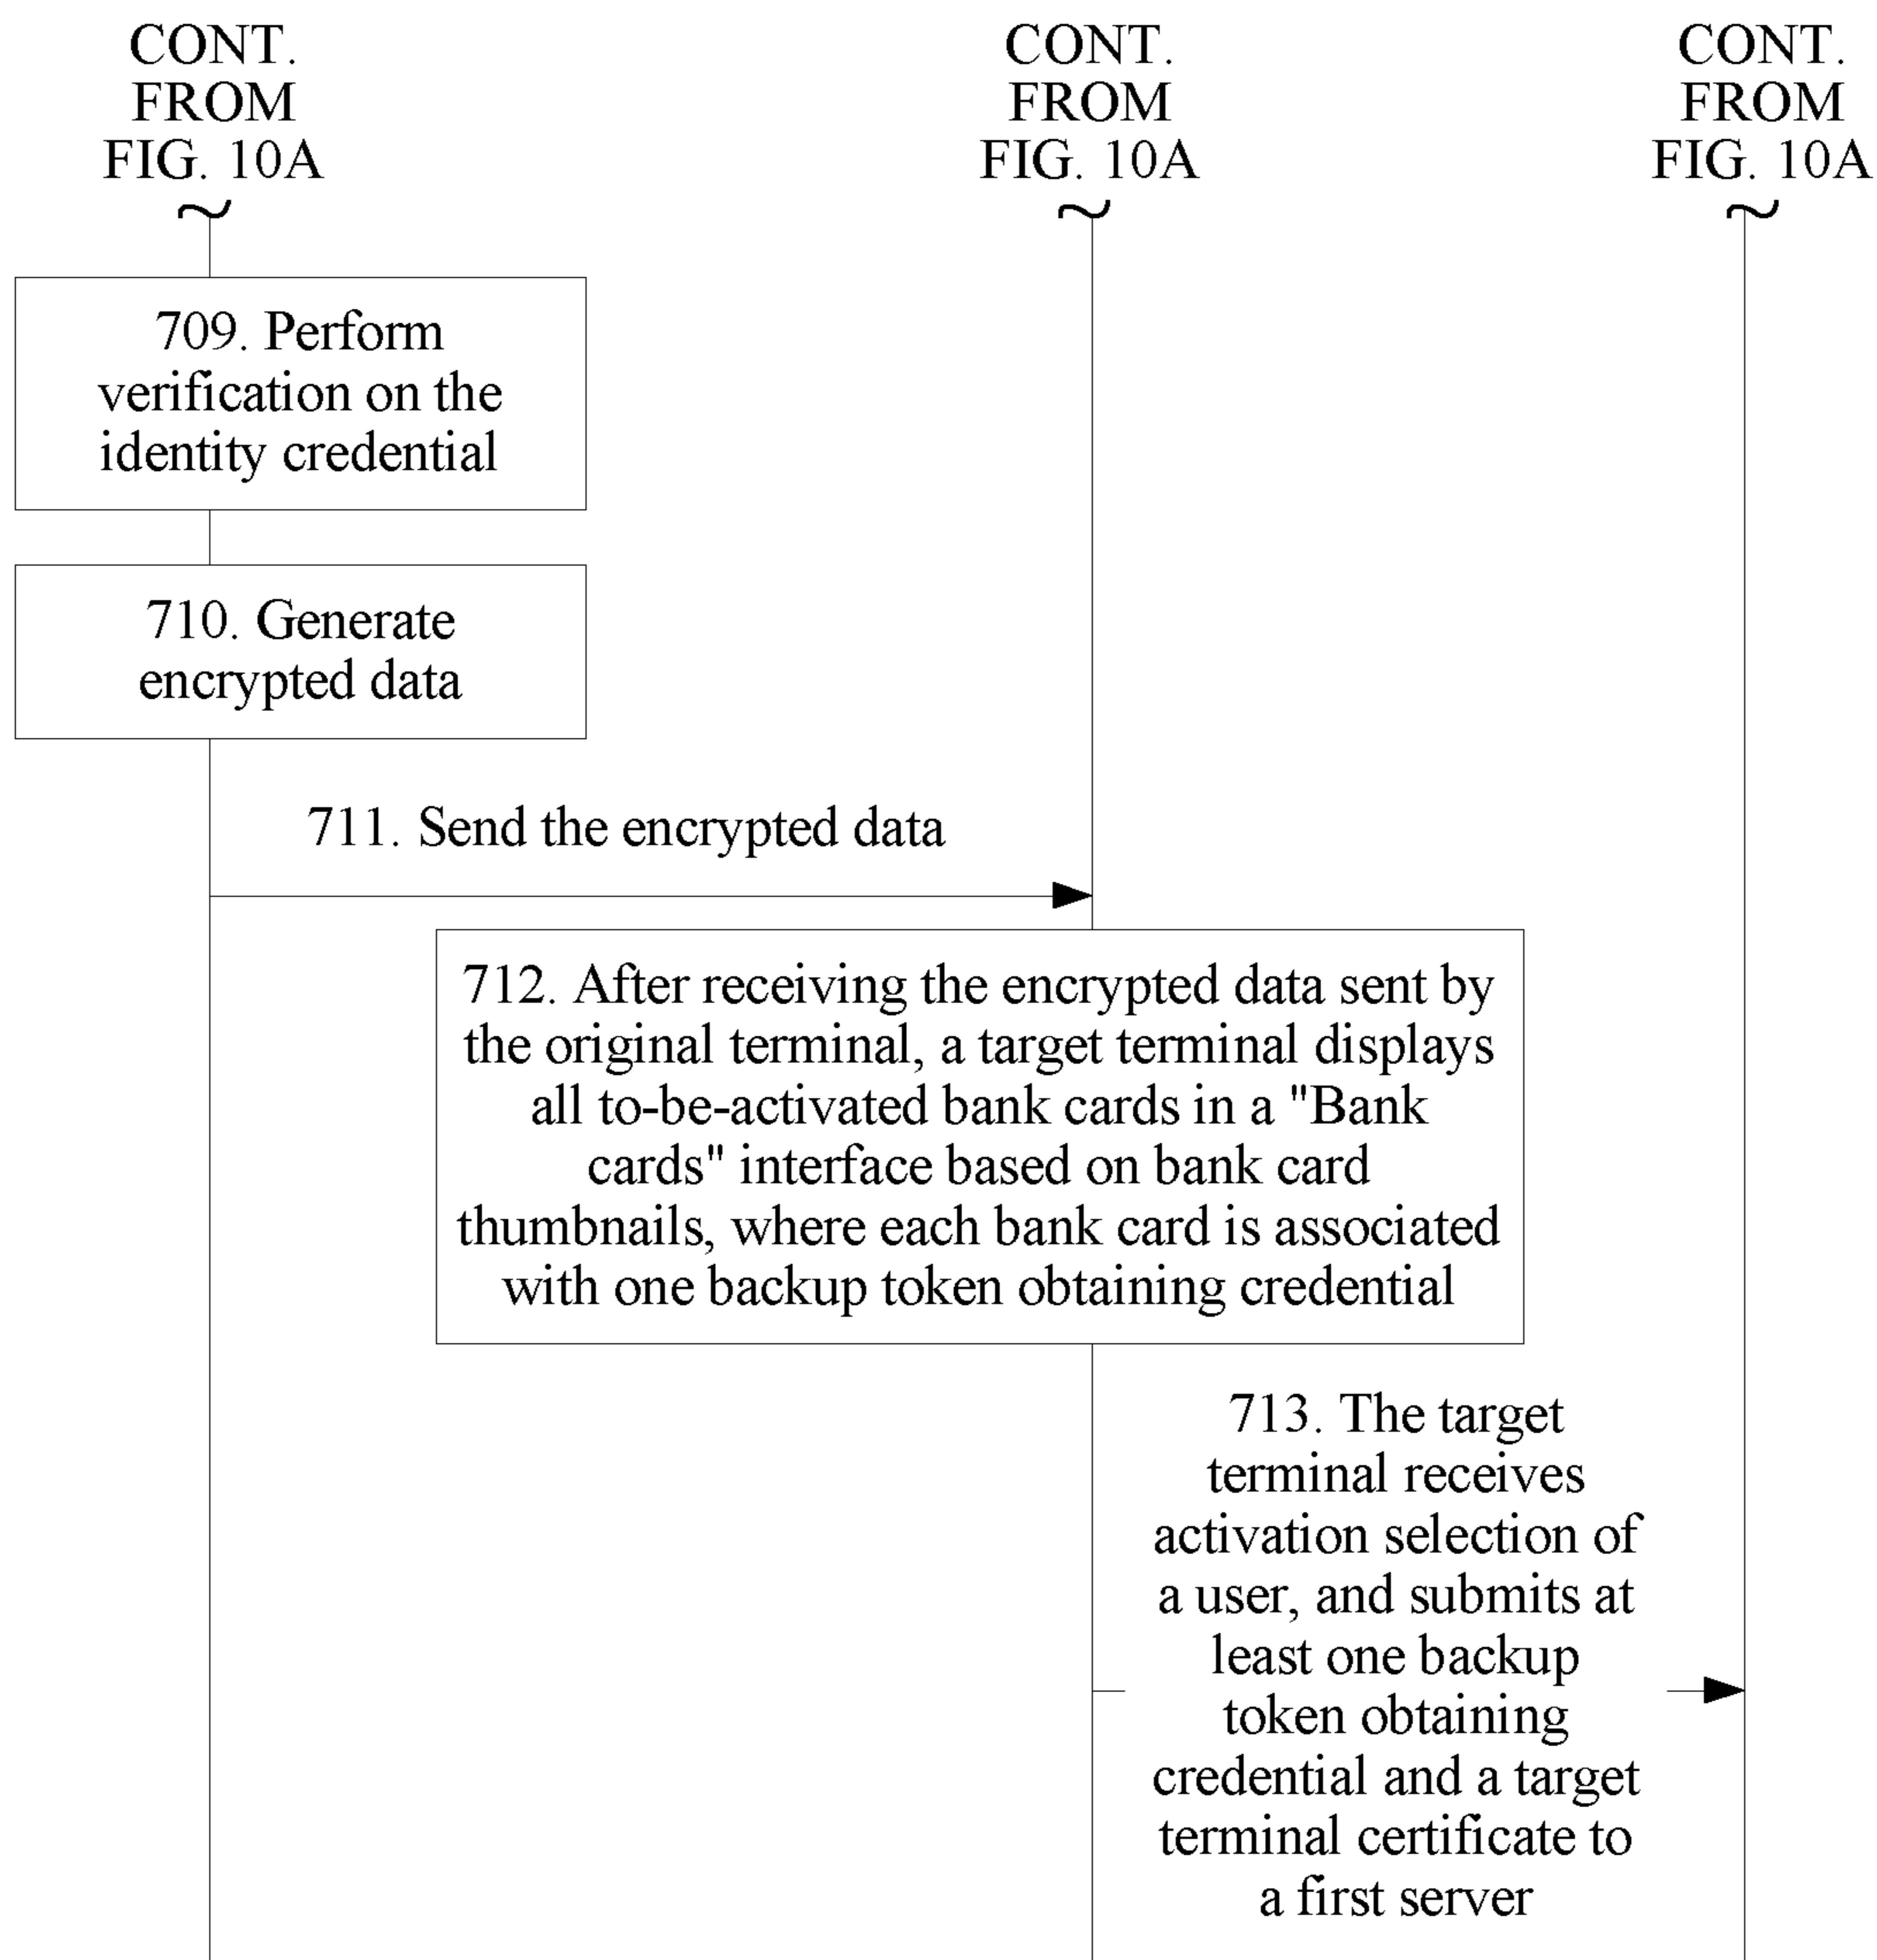 CONT.
FROM
FIG. 10A
CONT.
FROM
FIG. 10A
CONT.
FROM
FIG. 10A
709. Perform
verification on the
identity credential
710. Generate
encrypted data
711. Send the encrypted data
712. After receiving the encrypted data sent by
the original terminal, a target terminal displays
all to-be-activated bank cards in a "Bank
cards" interface based on bank card
thumbnails, where each bank card is associated
with one backup token obtaining credential
713. The target
terminal receives
activation selection of
a user, and submits at
least one backup
token obtaining
credential and a target
terminal certificate to
a first server